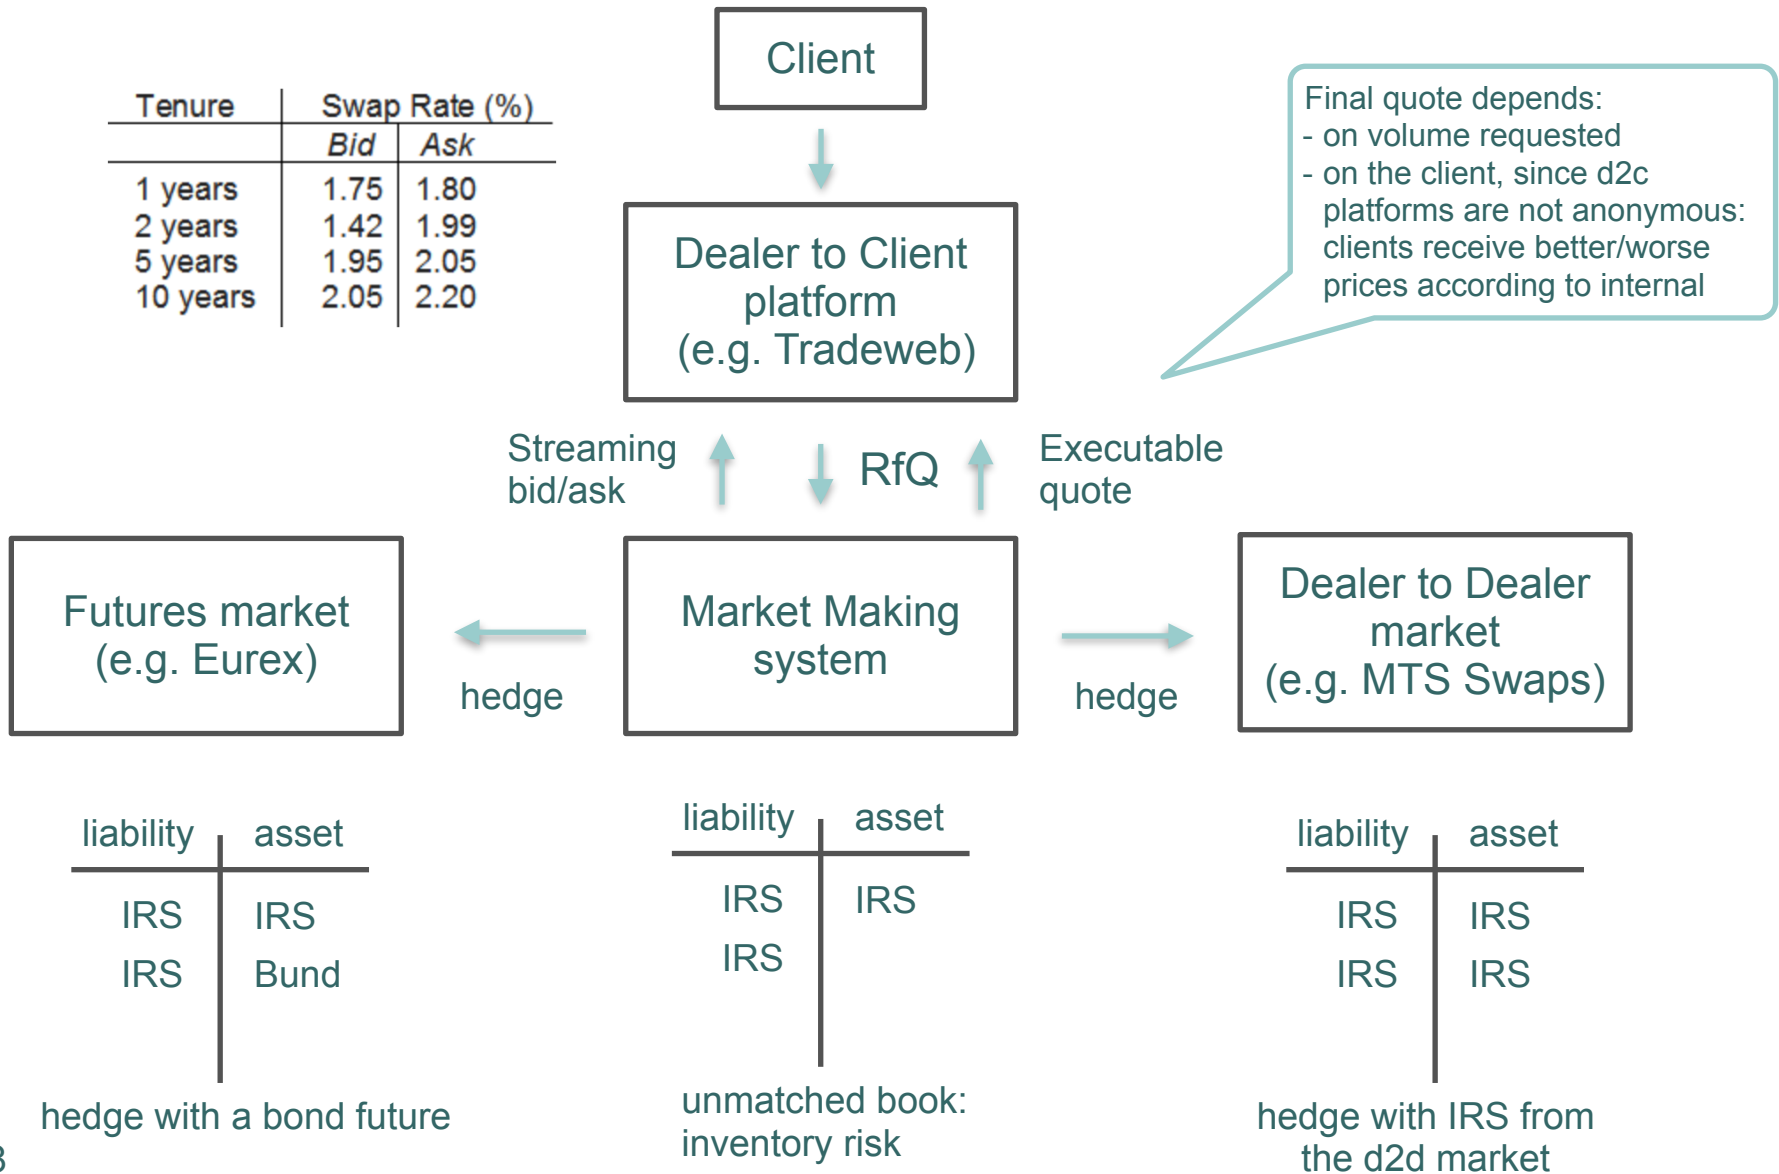 Client
Tenure Swap Rate (%)
Bid Ask
1 years 1.75 1.80
2 years 1.42 1.99
5 years 1.95 2.05
10 years 2.05 2.20
Final quote depends:
- on volume requested
- on the client, since d2c
platforms are not anonymous:
clients receive better/worse
prices according to internal
Dealer to Client
platform
(e.g. Tradeweb)
Streaming
bid/ask
RfQ
Executable
quote
Futures market
(e.g. Eurex)
hedge
Market Making
system
hedge
Dealer to Dealer
market
(e.g. MTS Swaps)
liability asset
IRS IRS
IRS Bund
hedge with a bond future
liability asset
IRS IRS
IRS
unmatched book:
inventory risk
liability asset
IRS IRS
IRS IRS
hedge with IRS from
the d2d market